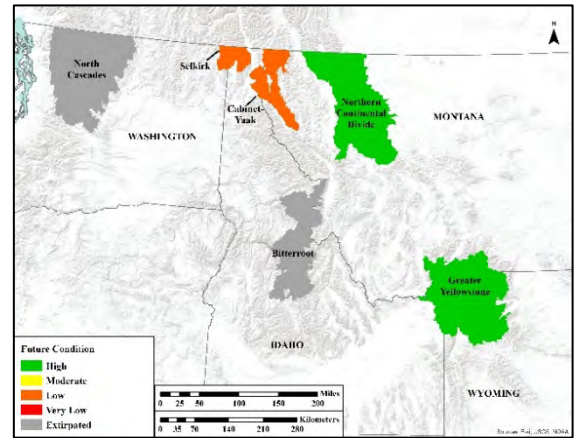 N
North
Cascades
Selkirk
Cabinet-
Yaak
Northern
Continental
Divide
MONTANA
WASHINGTON
Bitterroot
Greater
Yellowstone
IDAHO
WYOMING
Future Condition
High
Moderate
Low
Very Low
Extirpated
Miles
0 25 50 100 150 200
Kilometers
0 35 70 140 210 280